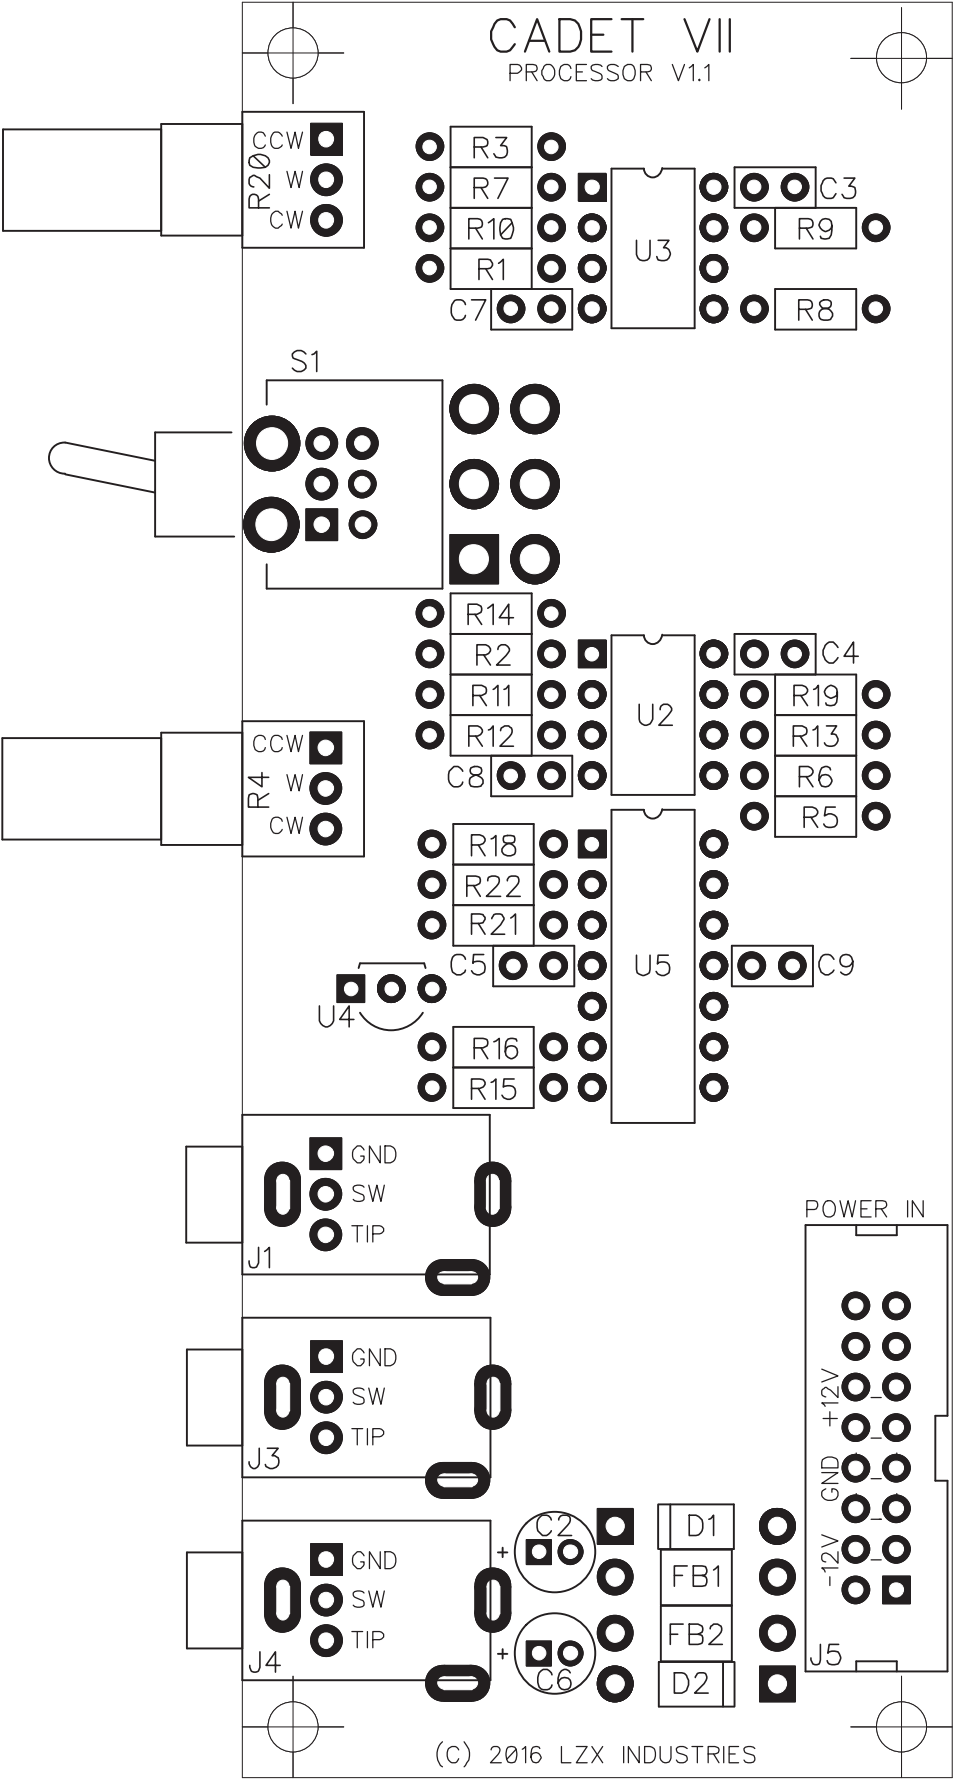 CADET VII
PROCESSOR V1.1
CCW
R20
W
CW
R3
R7
R10
R1
C7
U3
C3
R9
R8
S1
R14
R2
R11
R12
C8
U2
C4
R19
R13
R6
R5
CCW
R4
W
CW
R18
R22
R21
C5
U5
C9
U4
R16
R15
GND
SW
TIP
J1
POWER IN
+12V
GND
-12V
J5
GND
SW
TIP
J3
GND
SW
TIP
J4
+
C2
+
C6
D1
FB1
FB2
D2
(C) 2016 LZX INDUSTRIES